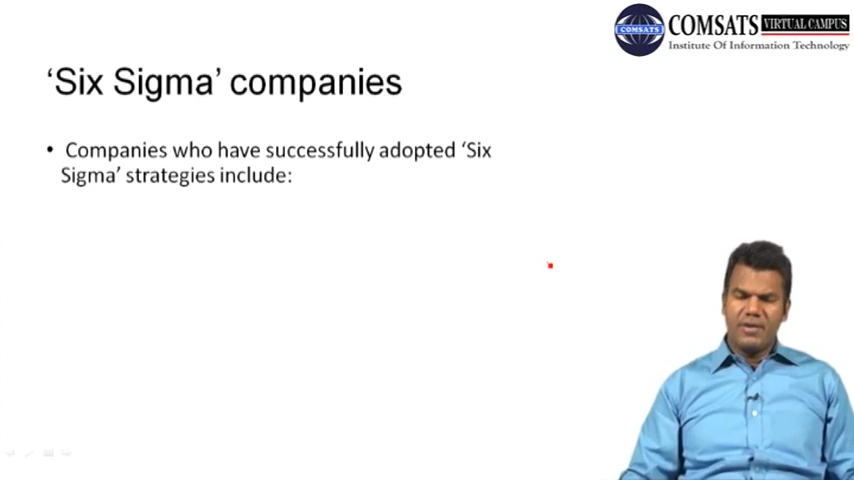 COMSATS VIRTUAL CAMPUS
COMSATS
Institute Of Information Technology
‘Six Sigma’ companies
• Companies who have successfully adopted ‘Six
Sigma’ strategies include: